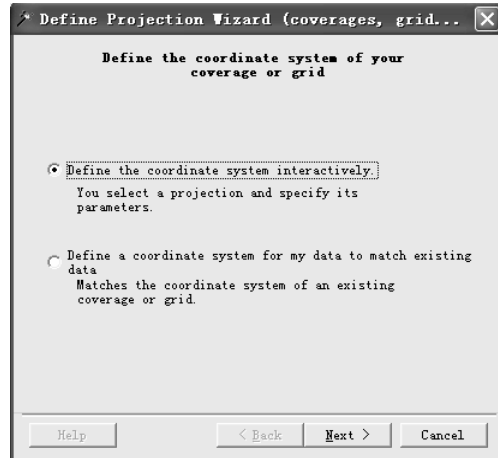 Define Projection Wizard (coverages, grid...
Define the coordinate system of your
coverage or grid
Define the coordinate system interactively.
You select a projection and specify its
parameters.
Define a coordinate system for my data to match existing
data
Matches the coordinate system of an existing
coverage or grid.
Help
< Back
Next >
Cancel